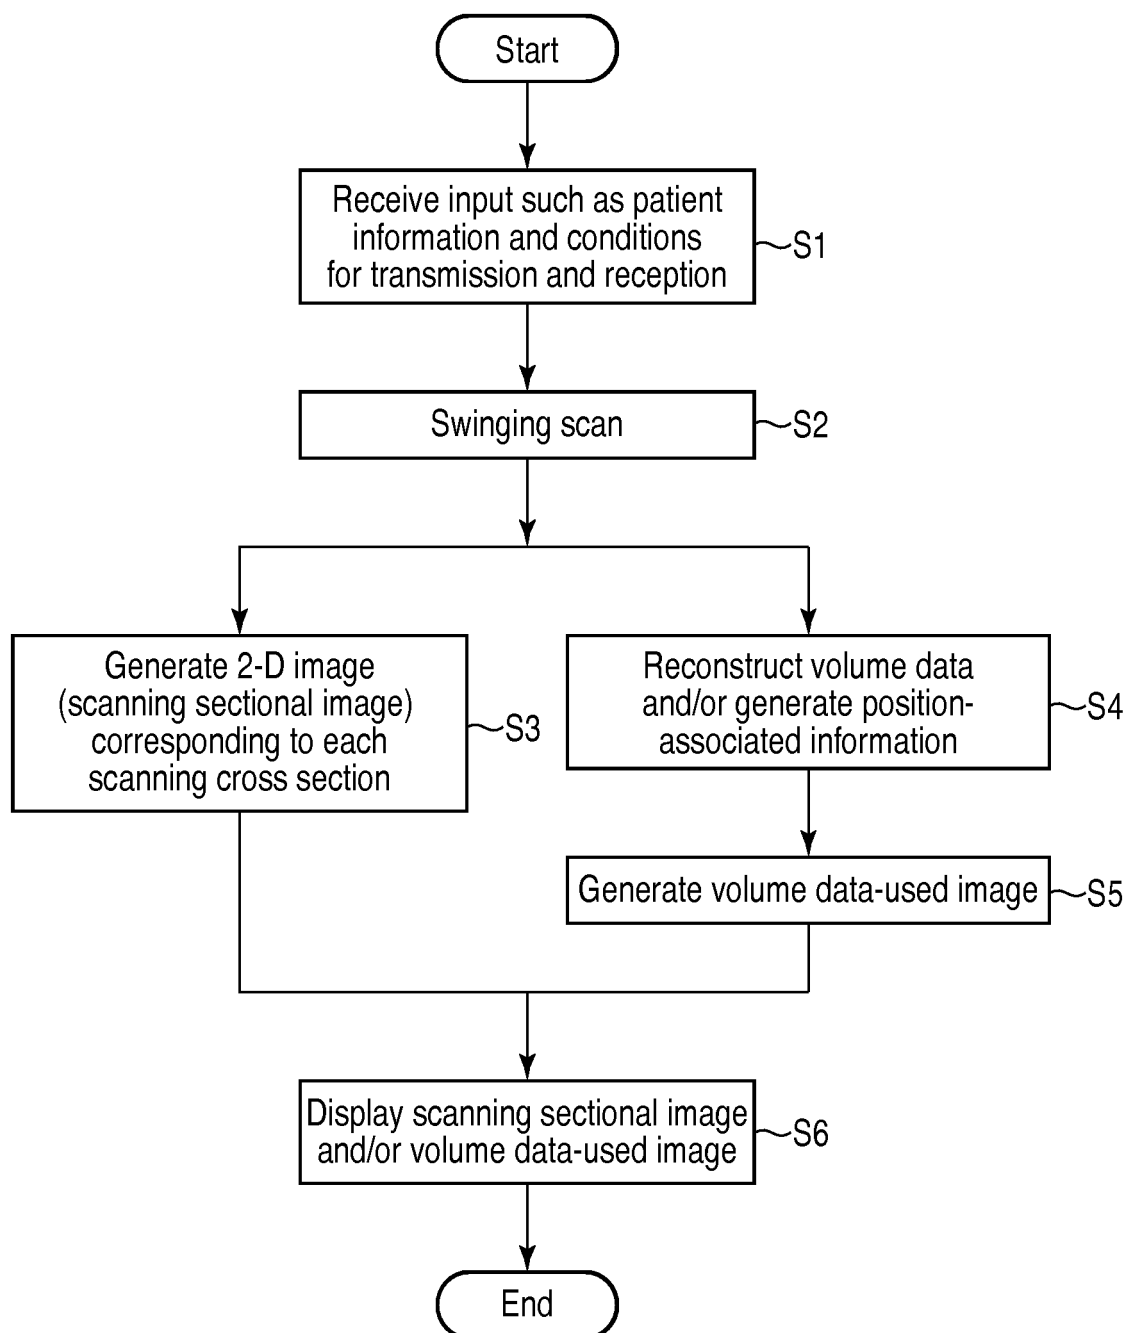 Start
Receive input such as patient
information and conditions
for transmission and reception
S1
Swinging scan
S2
Generate 2-D image
(scanning sectional image)
corresponding to each
scanning cross section
S3
Reconstruct volume data
and/or generate position-
associated information
S4
Generate volume data-used image
S5
Display scanning sectional image
and/or volume data-used image
S6
End